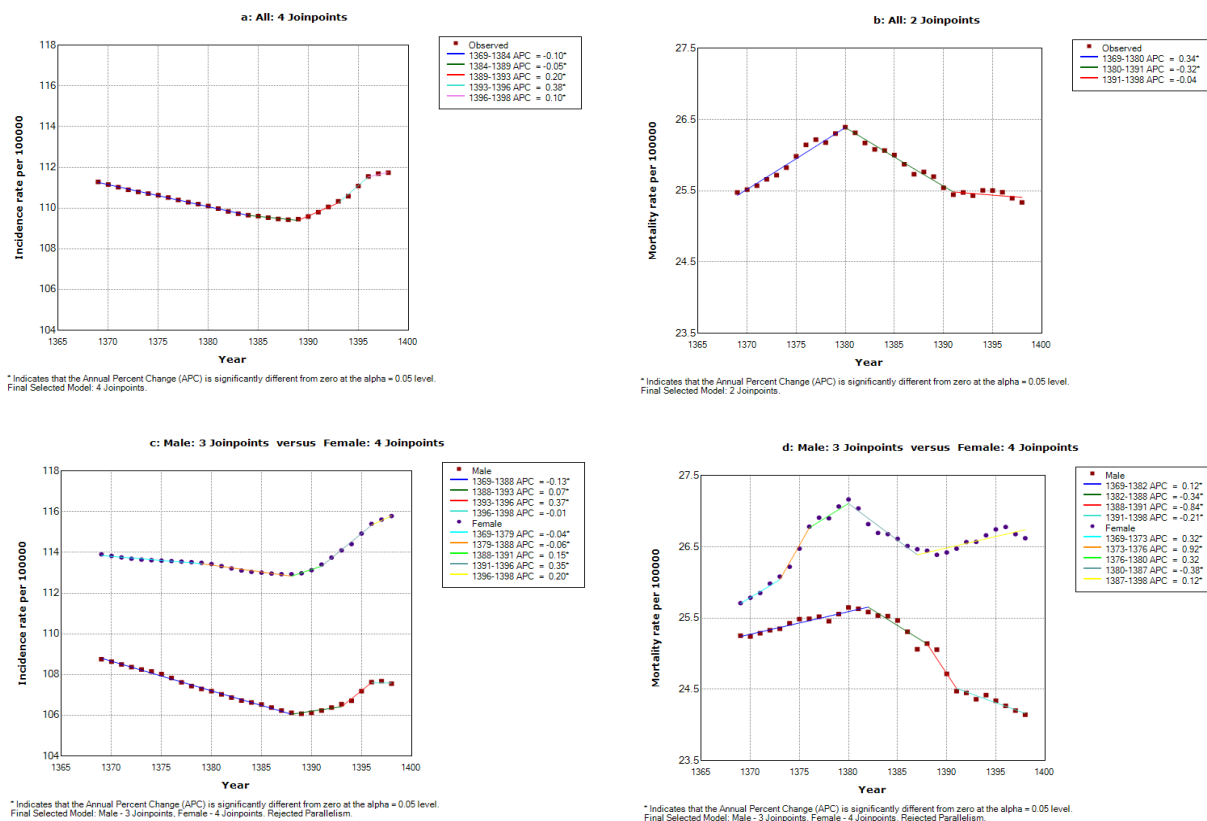 a: All: 4 Joinpoints
118
116
114
112
110
108
106
104
Incidence rate per 100000
1365
1370
1375
1380
1385
1390
1395
1400
Year
Observed
1369-1384 APC = -0.10*
1384-1389 APC = -0.05*
1389-1393 APC = 0.20*
1393-1396 APC = 0.38*
1396-1398 APC = 0.10*
* Indicates that the Annual Percent Change (APC) is significantly different from zero at the alpha = 0.05 level.
Final Selected Model: 4 Joinpoints.
b: All: 2 Joinpoints
27.5
26.5
25.5
24.5
23.5
Mortality rate per 100000
1365
1370
1375
1380
1385
1390
1395
1400
Year
Observed
1369-1380 APC = 0.34*
1380-1391 APC = -0.32*
1391-1398 APC = -0.04
* Indicates that the Annual Percent Change (APC) is significantly different from zero at the alpha = 0.05 level.
Final Selected Model: 2 Joinpoints.
c: Male: 3 Joinpoints versus Female: 4 Joinpoints
118
116
114
112
110
108
106
104
Incidence rate per 100000
1365
1370
1375
1380
1385
1390
1395
1400
Year
Male
1369-1388 APC = -0.13*
1388-1393 APC = 0.07*
1393-1396 APC = 0.37*
1396-1398 APC = -0.01
Female
1369-1379 APC = -0.04*
1379-1388 APC = -0.06*
1388-1391 APC = 0.15*
1391-1396 APC = 0.35*
1396-1398 APC = 0.20*
* Indicates that the Annual Percent Change (APC) is significantly different from zero at the alpha = 0.05 level.
Final Selected Model: Male - 3 Joinpoints, Female - 4 Joinpoints. Rejected Parallelism.
d: Male: 3 Joinpoints versus Female: 4 Joinpoints
27.5
26.5
25.5
24.5
23.5
Mortality rate per 100000
1365
1370
1375
1380
1385
1390
1395
1400
Year
Male
1369-1382 APC = 0.12*
1382-1388 APC = -0.34*
1388-1391 APC = -0.84*
1391-1398 APC = -0.21*
Female
1369-1373 APC = 0.32*
1373-1376 APC = 0.92*
1376-1380 APC = 0.32
1380-1387 APC = -0.38*
1387-1398 APC = 0.12*
* Indicates that the Annual Percent Change (APC) is significantly different from zero at the alpha = 0.05 level.
Final Selected Model: Male - 3 Joinpoints, Female - 4 Joinpoints. Rejected Parallelism.